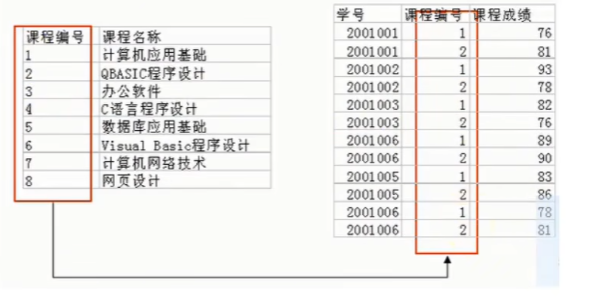 课程编号 课程名称
1 计算机应用基础
2 QBASIC程序设计
3 办公软件
4 C语言程序设计
5 数据库应用基础
6 Visual Basic程序设计
7 计算机网络技术
8 网页设计
学号 课程编号 课程成绩
2001001 1 76
2001001 2 81
2001002 1 93
2001002 2 78
2001003 1 82
2001003 2 76
2001006 1 89
2001006 2 90
2001005 1 83
2001005 2 86
2001006 1 78
2001006 2 81